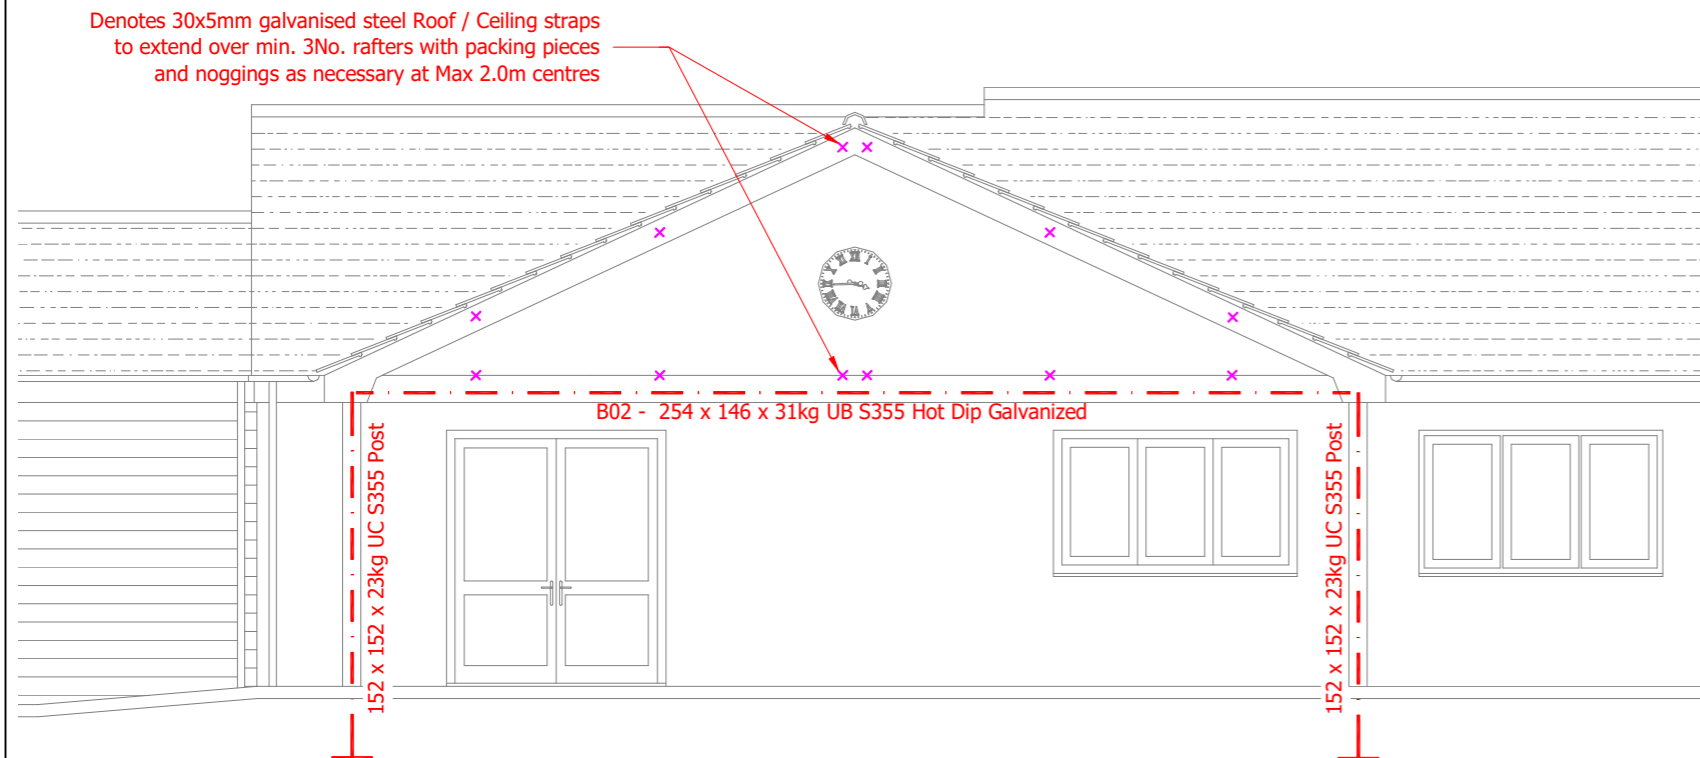 Denotes 30x5mm galvanised steel Roof / Ceiling straps
to extend over min. 3No. rafters with packing pieces
and noggings as necessary at Max 2.0m centres
B02 - 254 x 146 x 31kg UB S355 Hot Dip Galvanized
152 x 152 x 23kg UC S355 Post
152 x 152 x 23kg UC S355 Post